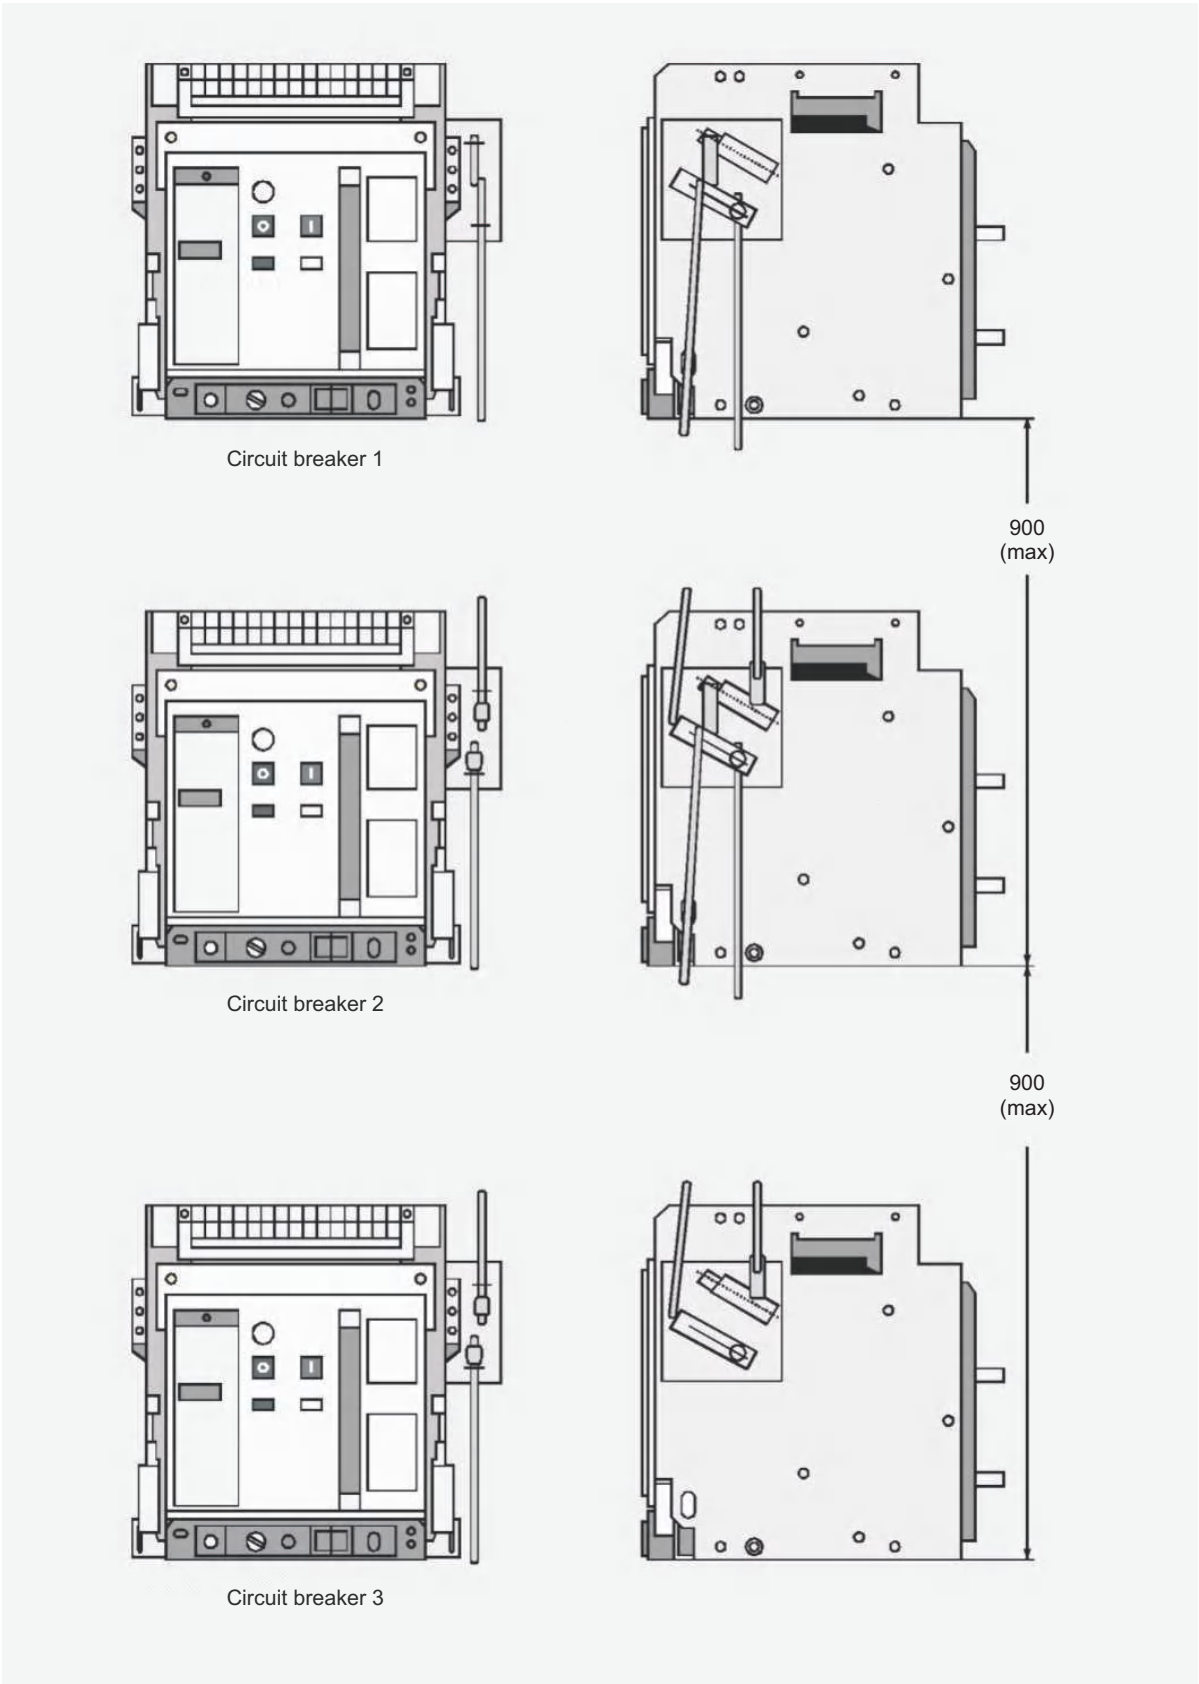 Circuit breaker 1
900
(max)
Circuit breaker 2
900
(max)
Circuit breaker 3